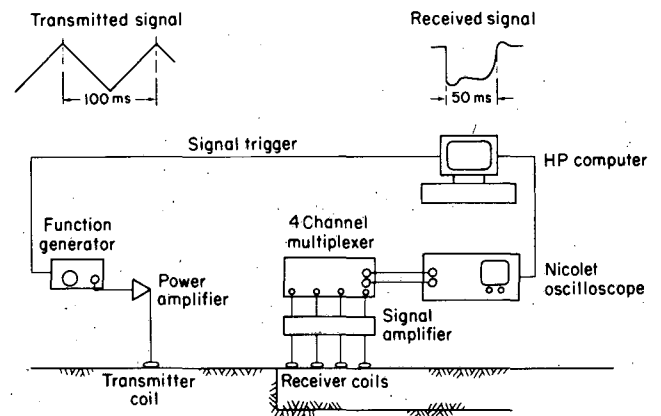 Transmitted signal
Received signal
100 ms
50 ms
Signal trigger
HP computer
Function
generator
4 Channel
multiplexer
Power
amplifier
Nicolet
oscilloscope
Signal
amplifier
Transmitter
coil
Receiver coils